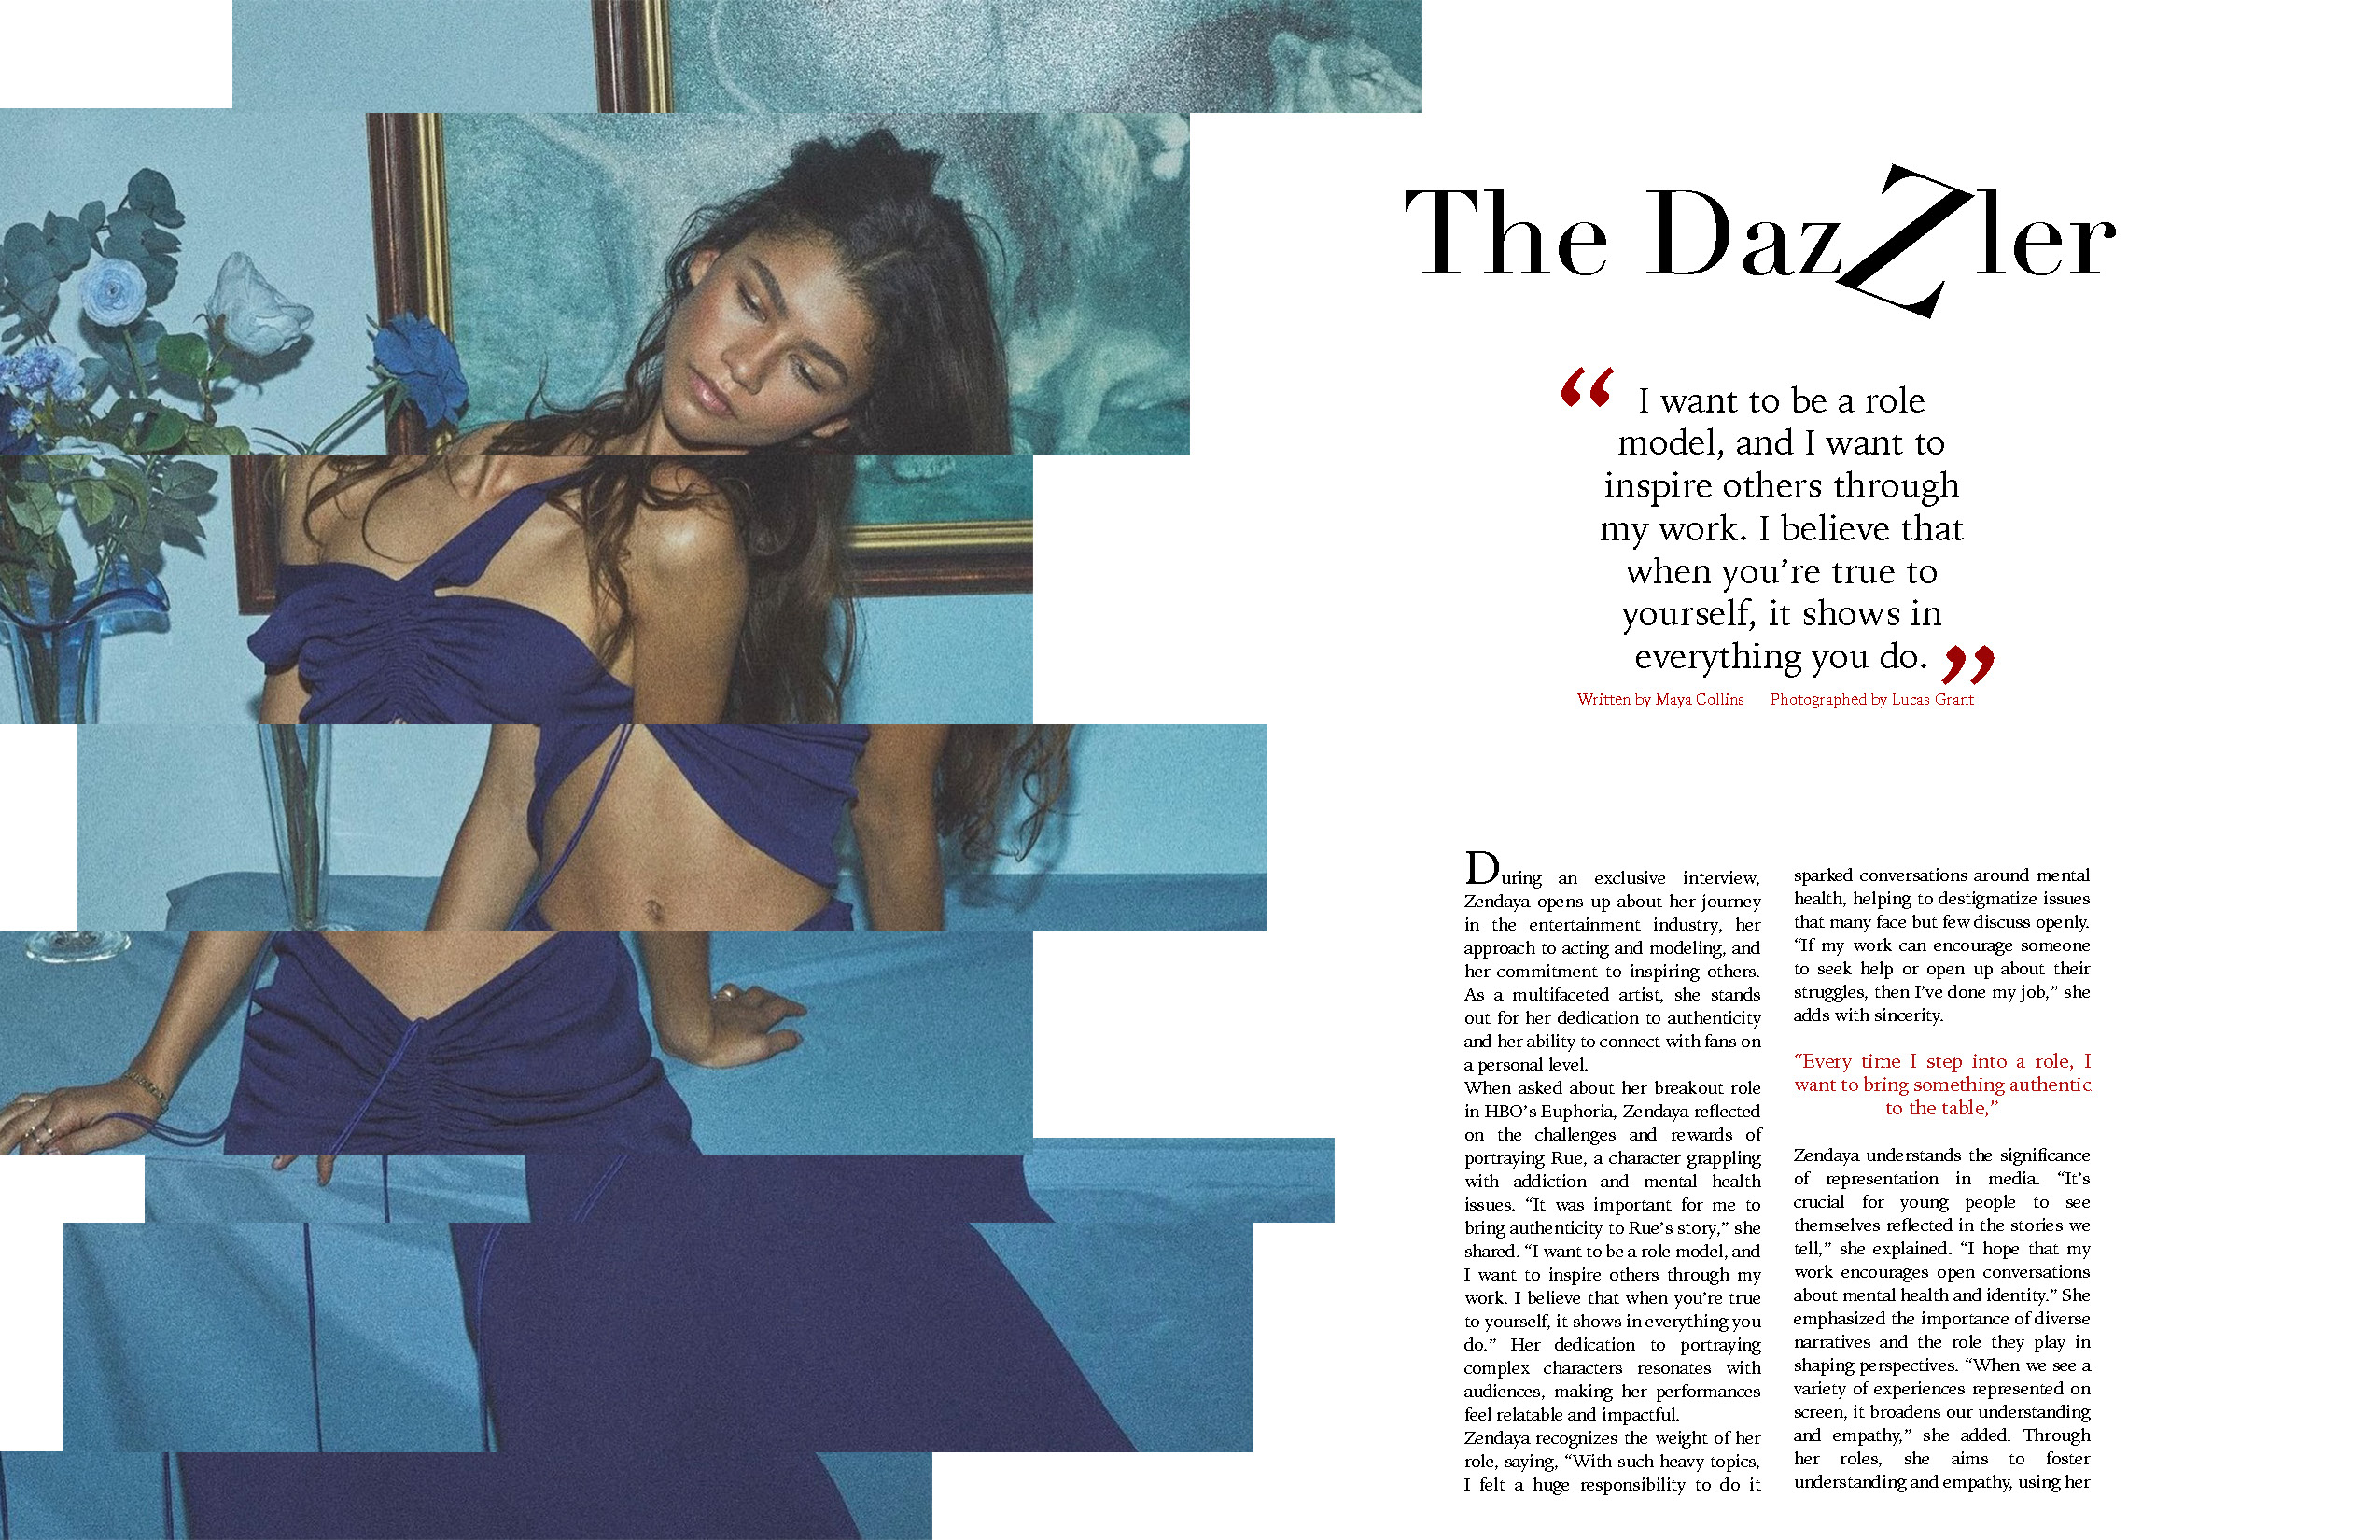 The DazZler
“ I want to be a role
model, and I want to
inspire others through
my work. I believe that
when you’re true to
yourself, it shows in
everything you do. ”
Written by Maya Collins Photographed by Lucas Grant
During an exclusive interview,
Zendaya opens up about her journey
in the entertainment industry, her
approach to acting and modeling, and
her commitment to inspiring others.
As a multifaceted artist, she stands
out for her dedication to authenticity
and her ability to connect with fans on
a personal level.
When asked about her breakout role
in HBO’s Euphoria, Zendaya reflected
on the challenges and rewards of
portraying Rue, a character grappling
with addiction and mental health
issues. “It was important for me to
bring authenticity to Rue’s story,” she
shared. “I want to be a role model, and
I want to inspire others through my
work. I believe that when you’re true
to yourself, it shows in everything you
do.” Her dedication to portraying
complex characters resonates with
audiences, making her performances
feel relatable and impactful.
Zendaya recognizes the weight of her
role, saying, “With such heavy topics,
I felt a huge responsibility to do it
sparked conversations around mental
health, helping to destigmatize issues
that many face but few discuss openly.
“If my work can encourage someone
to seek help or open up about their
struggles, then I’ve done my job,” she
adds with sincerity.
“Every time I step into a role, I
want to bring something authentic
to the table,”
Zendaya understands the significance
of representation in media. “It’s
crucial for young people to see
themselves reflected in the stories we
tell,” she explained. “I hope that my
work encourages open conversations
about mental health and identity.” She
emphasized the importance of diverse
narratives and the role they play in
shaping perspectives. “When we see a
variety of experiences represented on
screen, it broadens our understanding
and empathy,” she added. Through
her roles, she aims to foster
understanding and empathy, using her